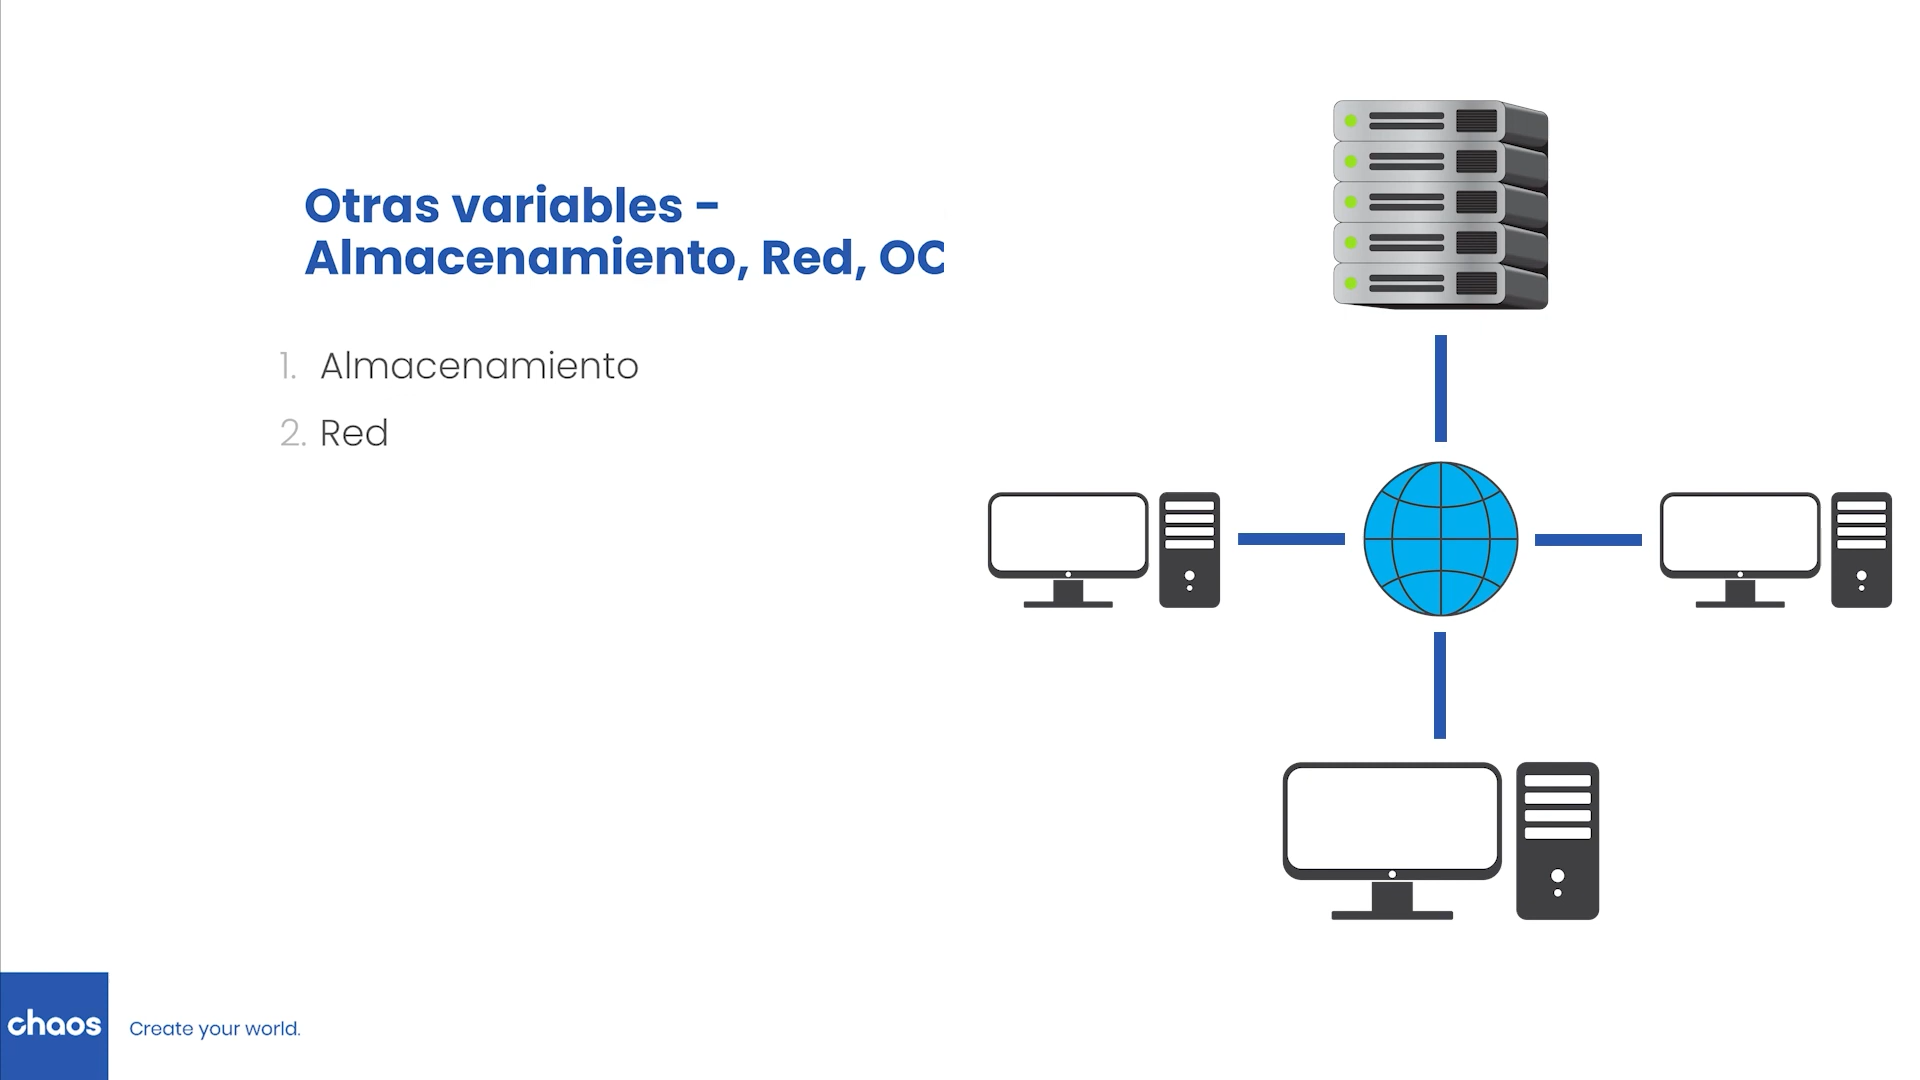 Otras variables -
Almacenamiento, Red, OC
1. Almacenamiento
2. Red
chaos
Create your world.